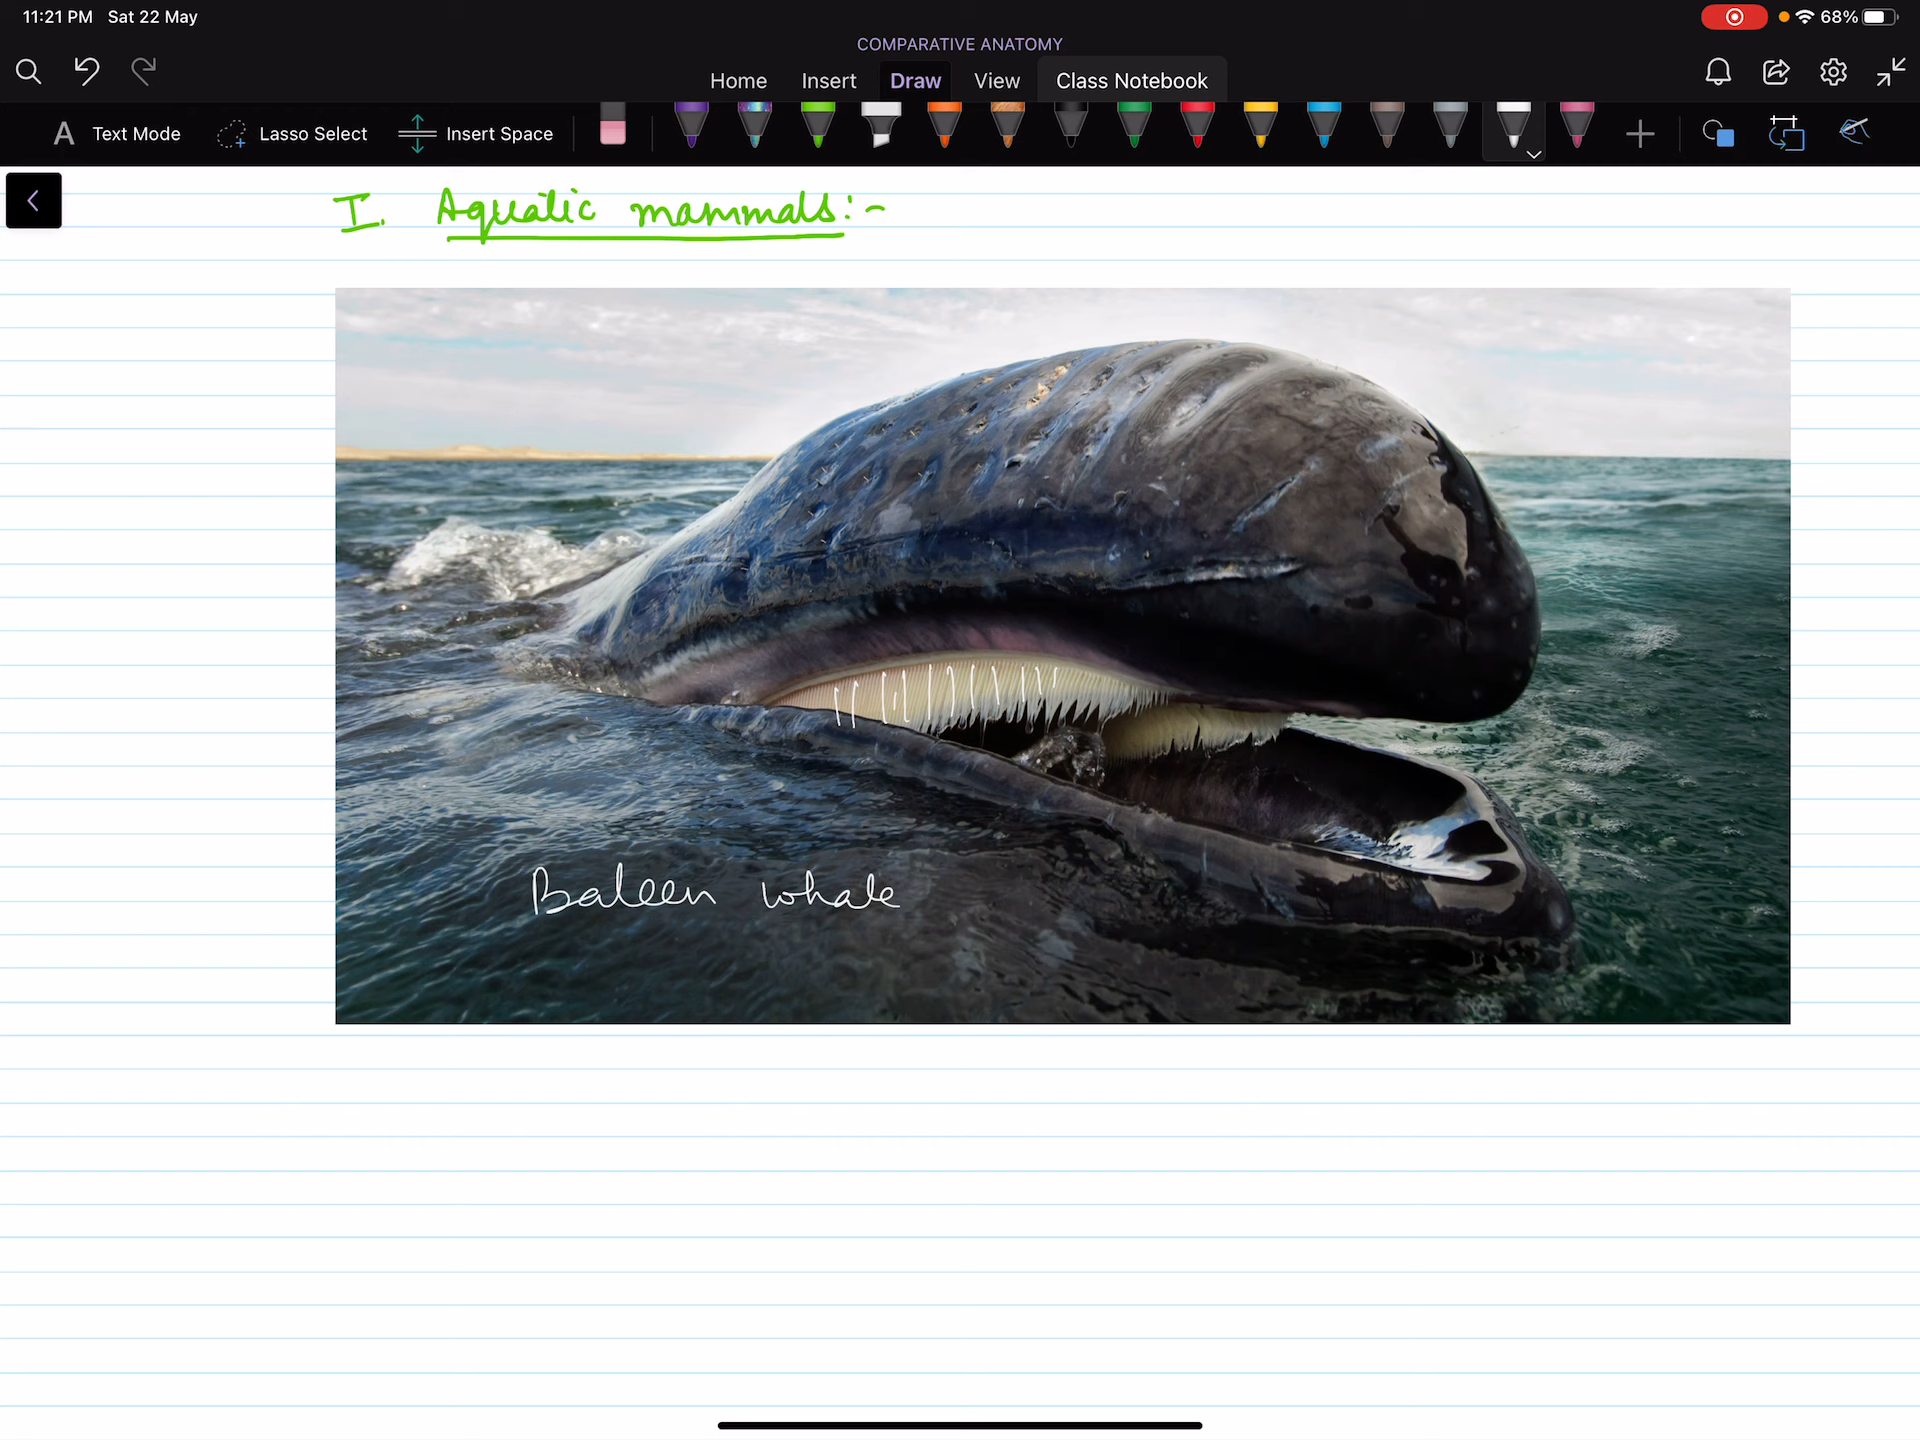 11:21 PM Sat 22 May
68%
COMPARATIVE ANATOMY
Home Insert Draw View Class Notebook
A Text Mode Lasso Select Insert Space
I. Aquatic mammals:-
Baleen whale